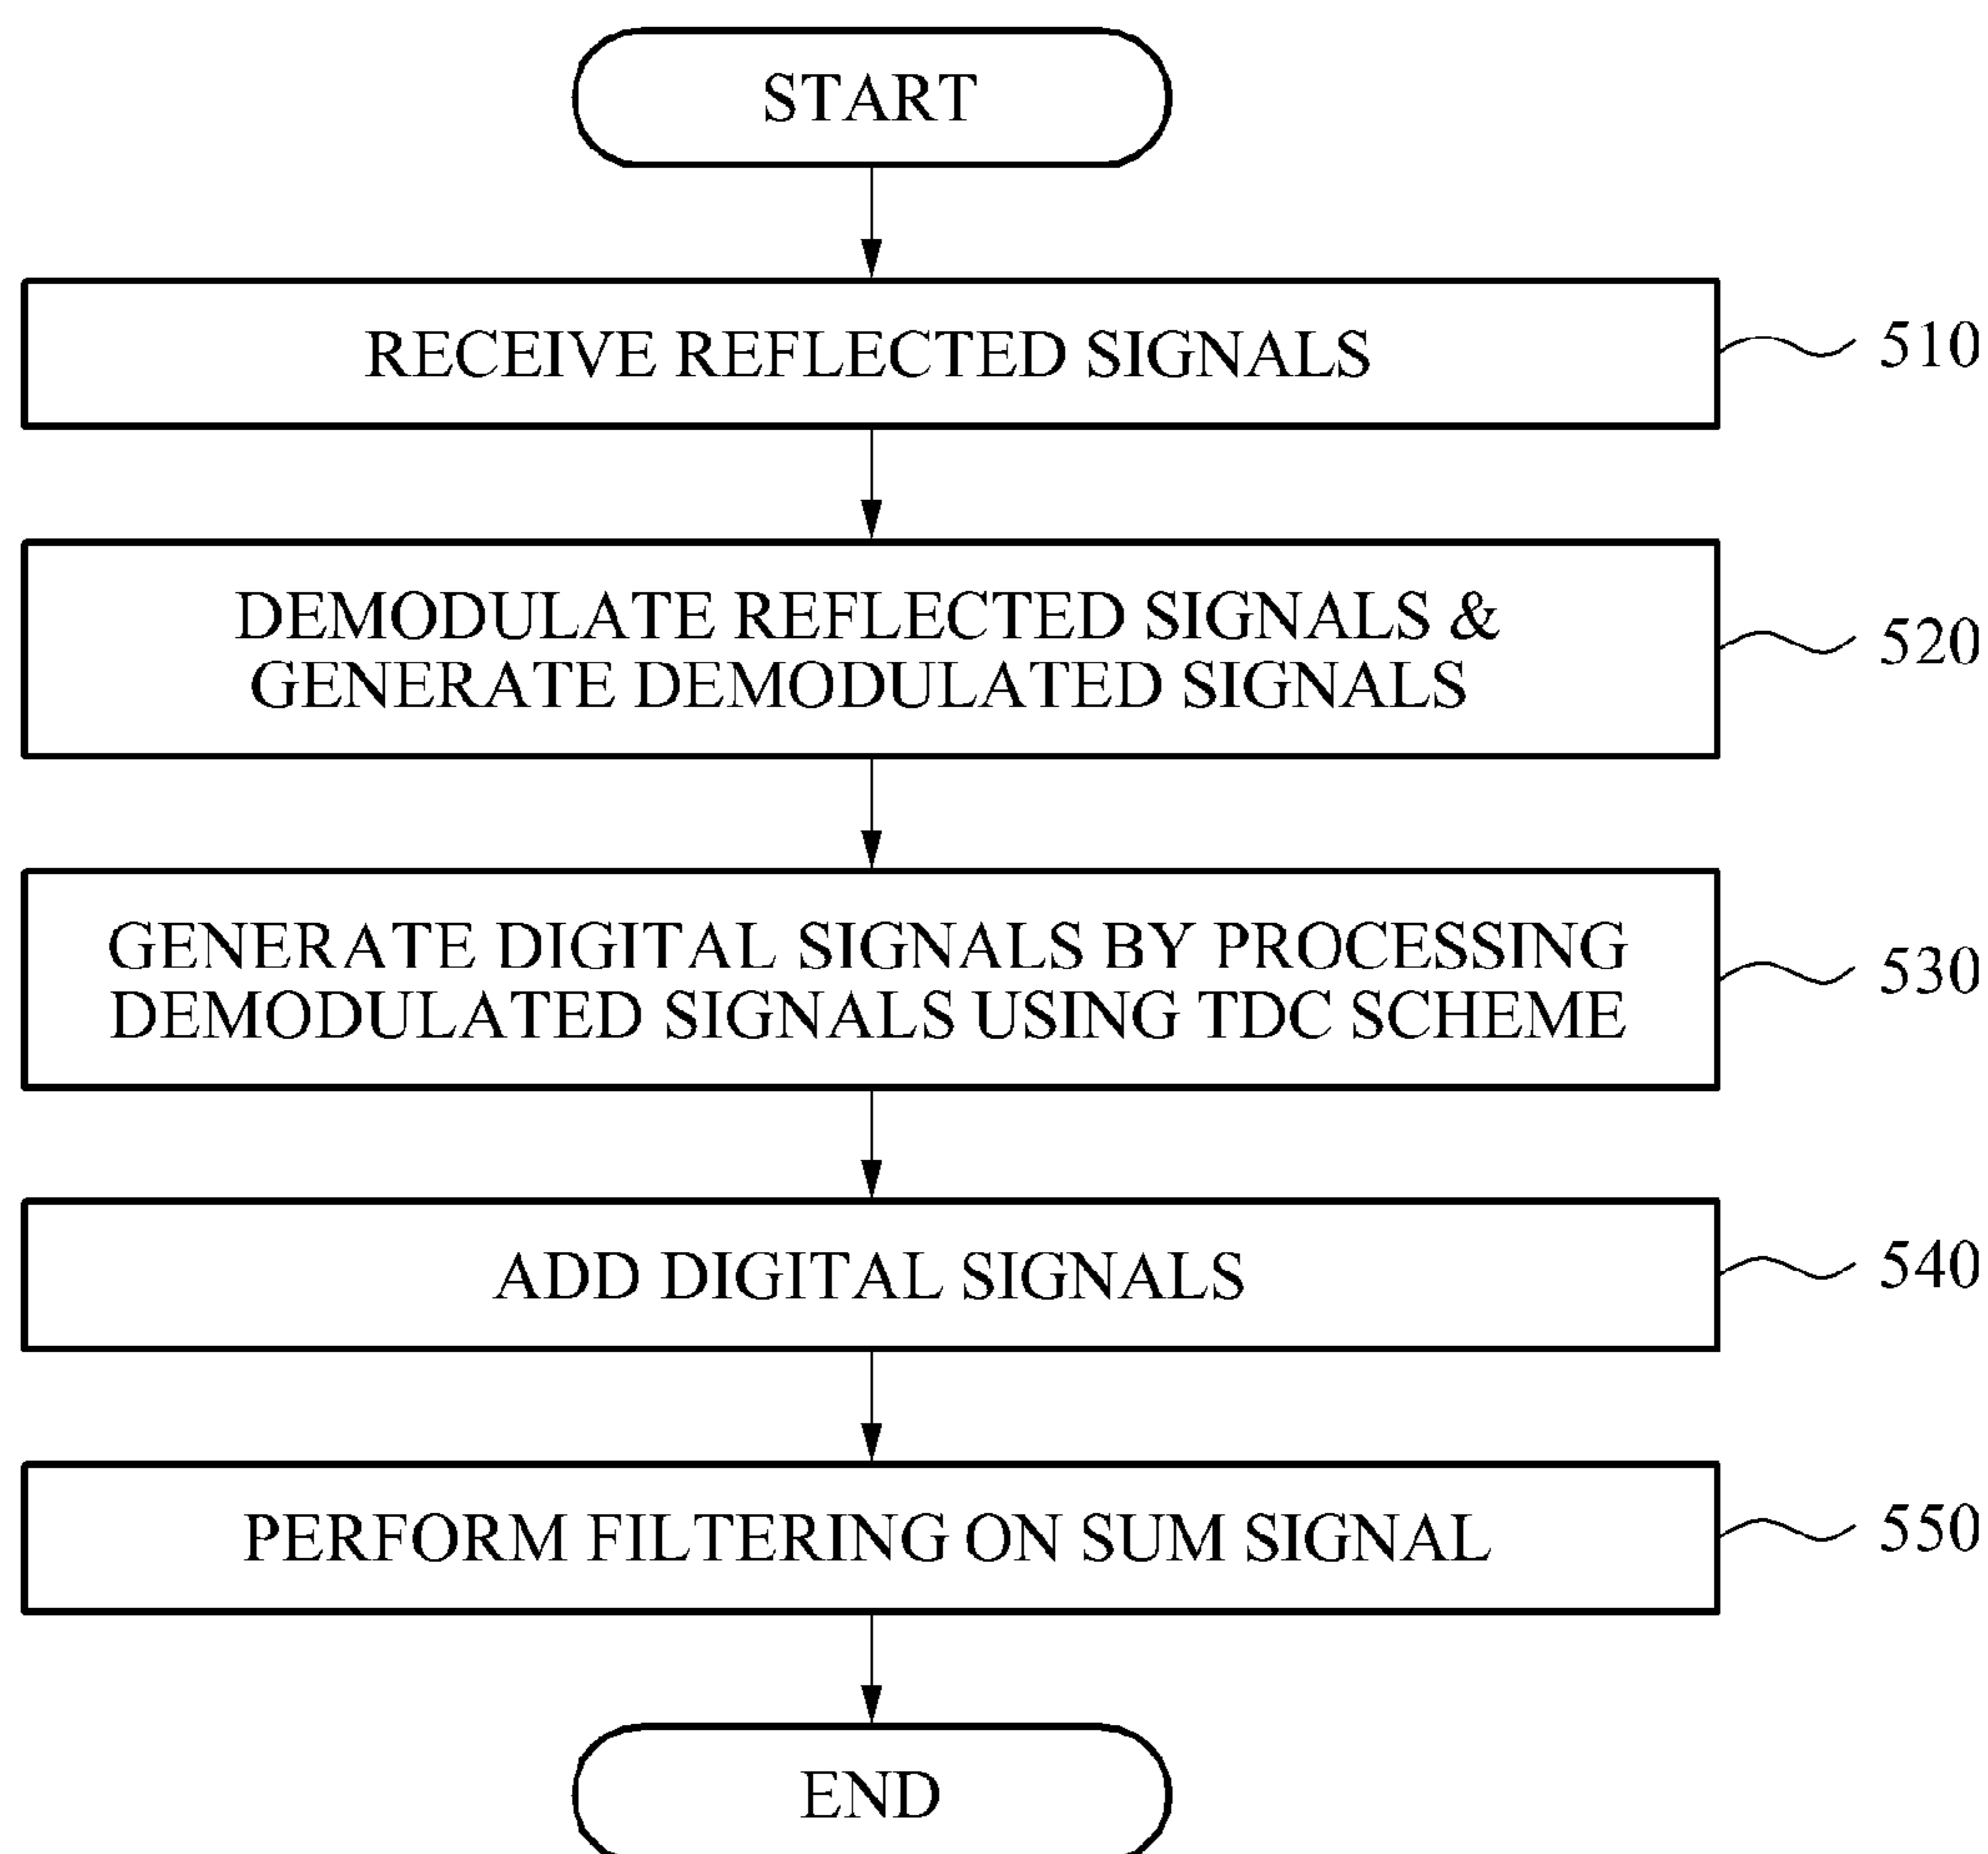 START
RECEIVE REFLECTED SIGNALS
510
DEMODULATE REFLECTED SIGNALS &
GENERATE DEMODULATED SIGNALS
520
GENERATE DIGITAL SIGNALS BY PROCESSING
DEMODULATED SIGNALS USING TDC SCHEME
530
ADD DIGITAL SIGNALS
540
PERFORM FILTERING ON SUM SIGNAL
550
END